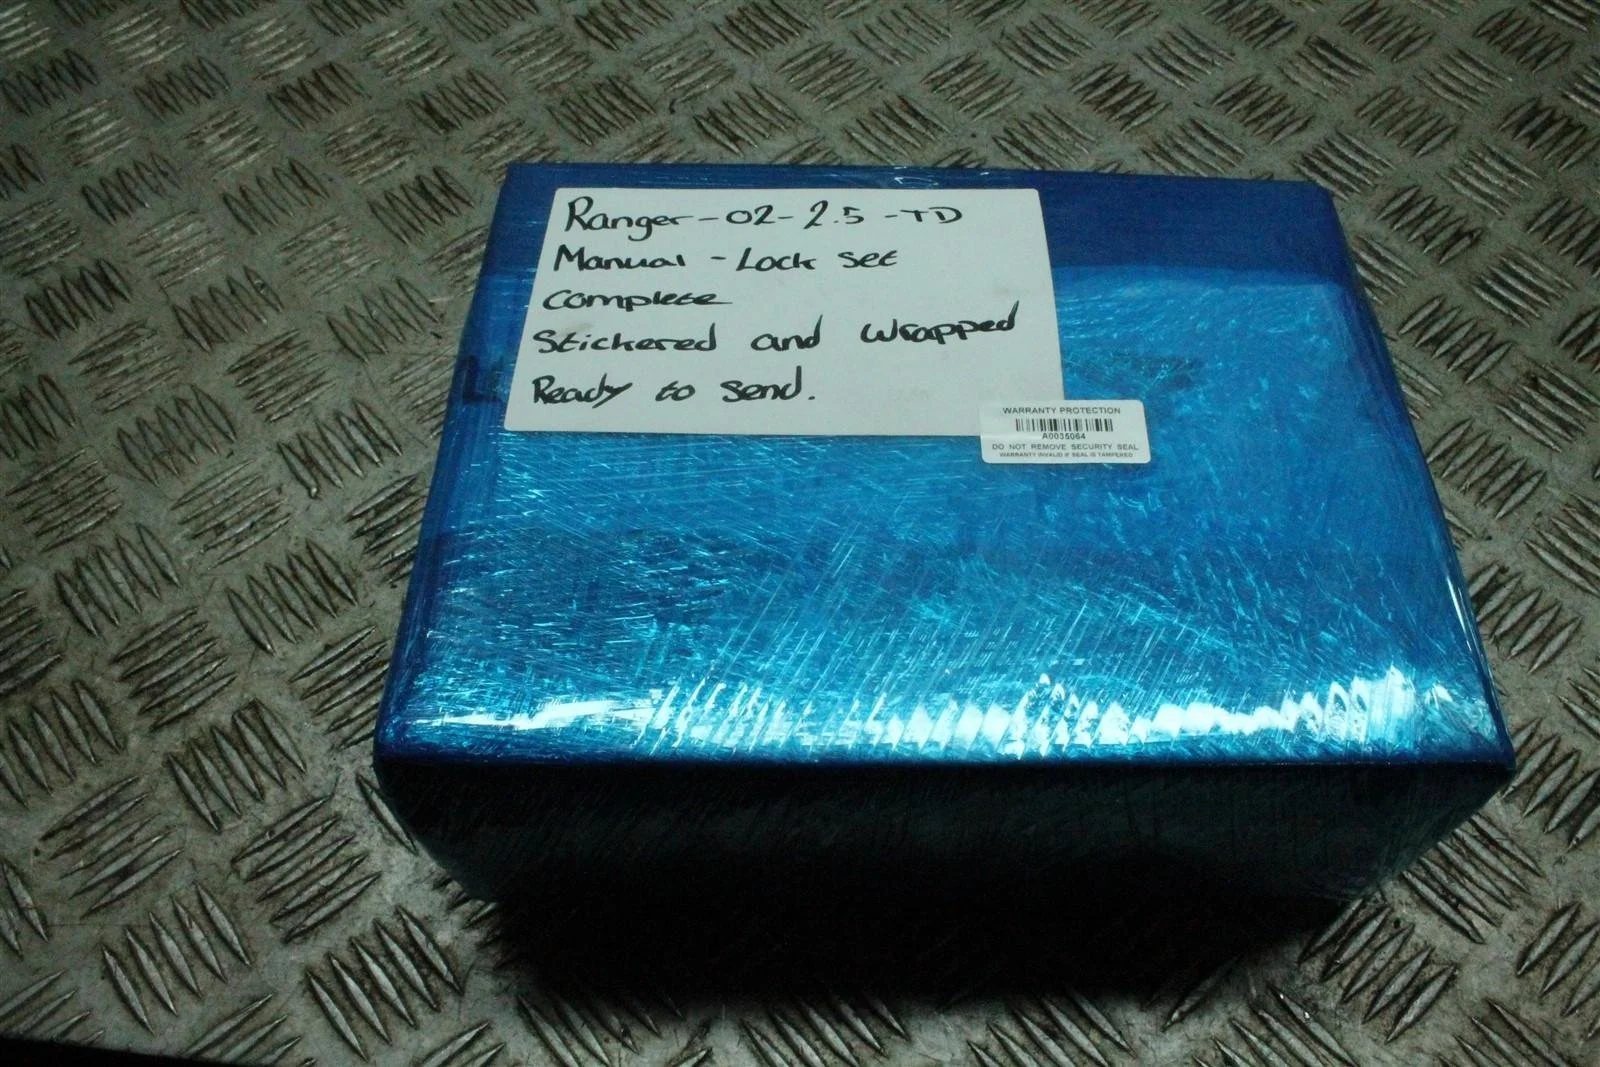 Ranger-02-2.5-TD
Manual - Lock set
complete
Stickered and wrapped
Ready to send.
WARRANTY PROTECTION
A0035064
DO NOT REMOVE SECURITY SEAL
WARRANTY INVALID IF SEAL IS TAMPERED